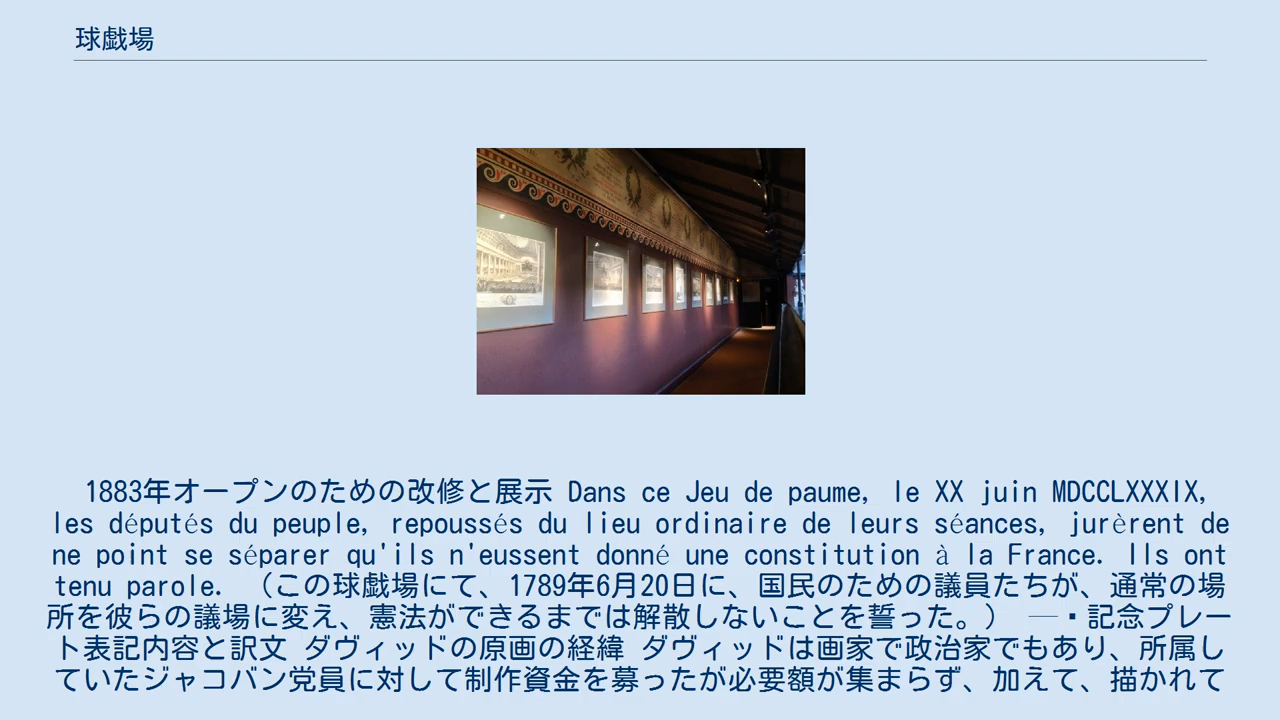 球戯場
1883年オープンのための改修と展示 Dans ce Jeu de paume, le XX juin MDCCLXXXIX,
les députés du peuple, repoussés du lieu ordinaire de leurs séances, jurèrent de
ne point se séparer qu'ils n'eussent donné une constitution à la France. Ils ont
tenu parole. （この球戯場にて、1789年6月20日に、国民のための議員たちが、通常の場
所を彼らの議場に変え、憲法ができるまでは解散しないことを誓った。） ─・記念プレー
ト表記内容と訳文 ダヴィッドの原画の経緯 ダヴィッドは画家で政治家でもあり、所属し
ていたジャコバン党員に対して制作資金を募ったが必要額が集まらず、加えて、描かれて